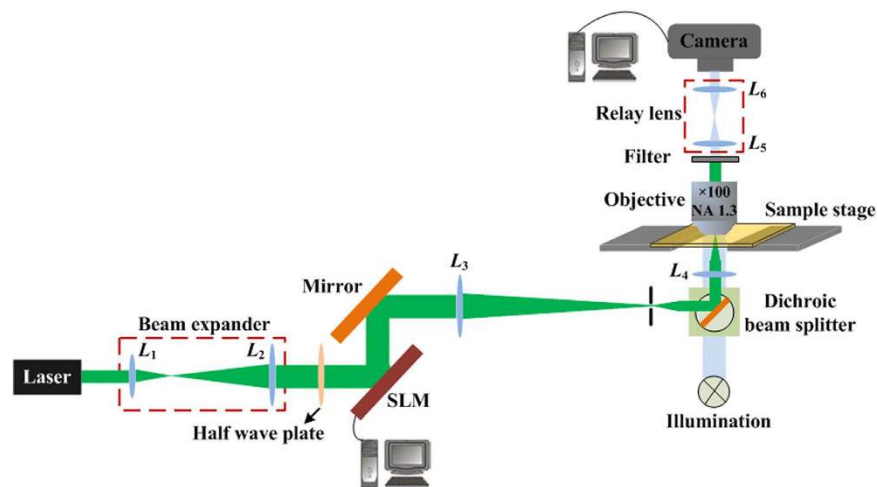 Camera
L6
Relay lens
L5
Filter
Objective
×100
NA 1.3
Sample stage
L3
L4
Mirror
Dichroic
beam splitter
Beam expander
L1
L2
Laser
SLM
Half wave plate
Illumination